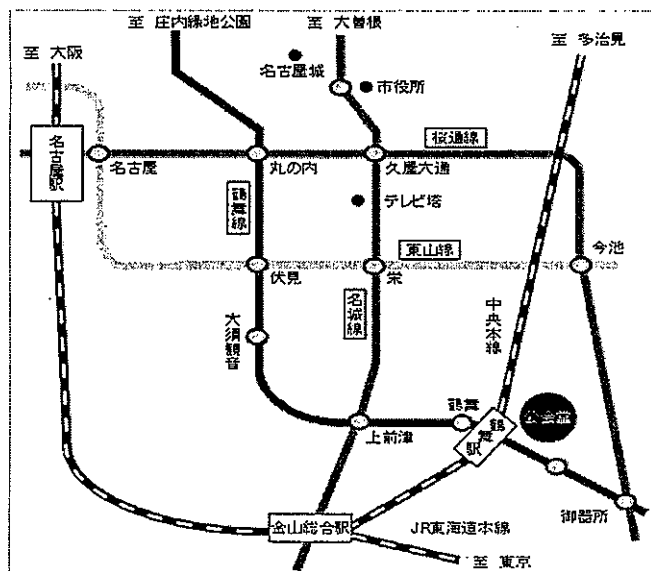 至 庄内緑地公園
至 大曽根
至 大阪
名古屋城
至 多治見
市役所
名古屋駅
桜通線
名古屋
丸の内
久屋大通
鶴舞線
テレビ塔
東山線
今池
伏見
栄
大須観音
名城線
中央本線
鶴舞
公会堂
鶴舞駅
上前津
御器所
金山総合駅
JR東海道本線
至 東京